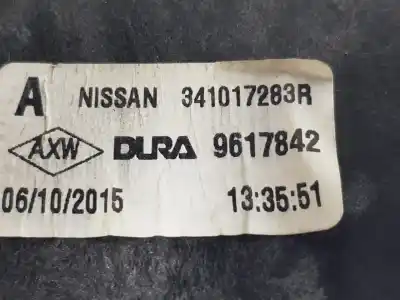 A NISSAN 341017283R
AXW DURA 9617842
06/10/2015 13:35:51